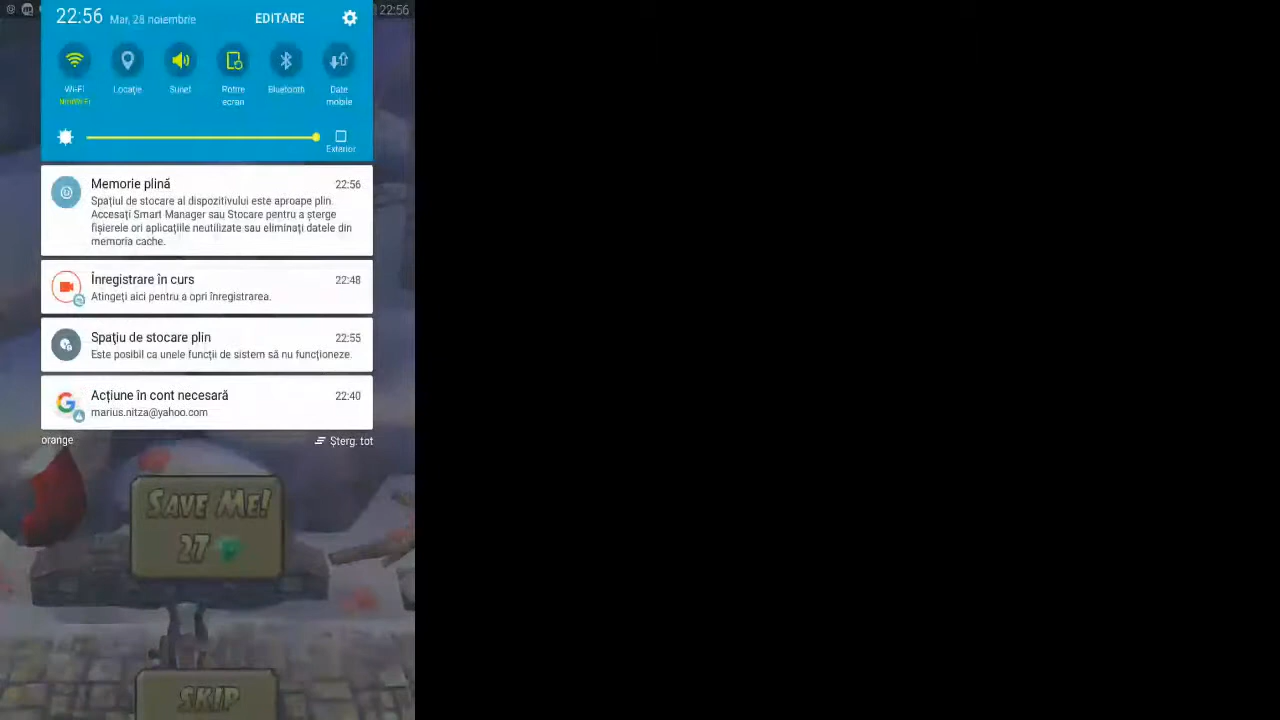 22:56
22:56 Mar, 28 noiembrie EDITARE
Wi-Fi Locație Sunet Rotire ecran Bluetooth Date mobile
Exterior
Memorie plină 22:56
Spațiul de stocare al dispozitivului este aproape plin.
Accesați Smart Manager sau Stocare pentru a șterge
fișierele ori aplicațiile neutilizate sau eliminați datele din
memoria cache.
Înregistrare în curs 22:48
Atingeți aici pentru a opri înregistrarea.
Spațiu de stocare plin 22:55
Este posibil ca unele funcții de sistem să nu funcționeze.
Acțiune în cont necesară 22:40
marius.nitza@yahoo.com
orange Șterg. tot
SAVE ME!
27
SKIP